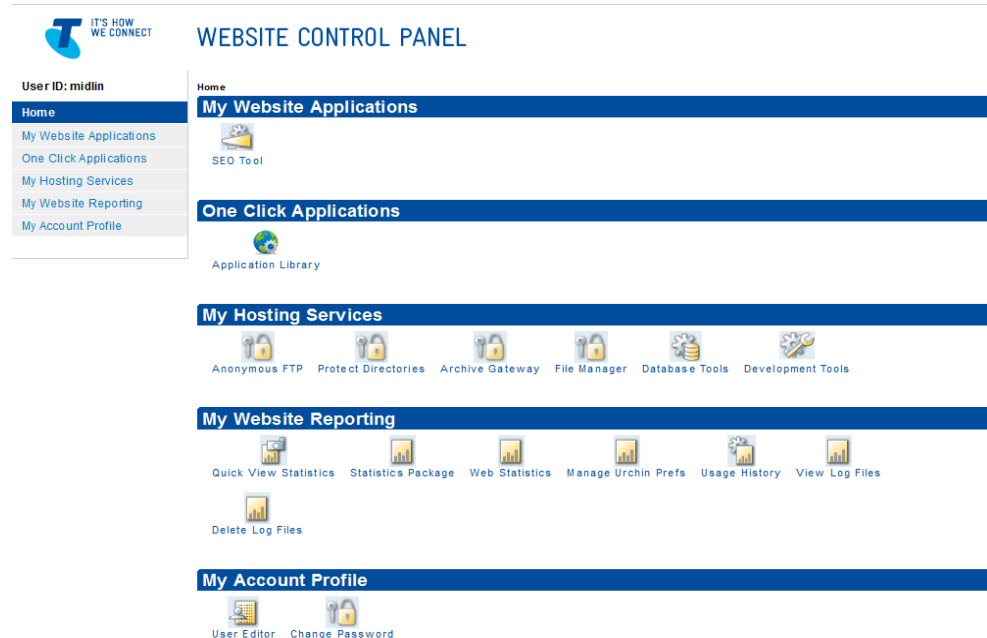 IT'S HOW
WE CONNECT
WEBSITE CONTROL PANEL
User ID: midlin
Home
My Website Applications
One Click Applications
My Hosting Services
My Website Reporting
My Account Profile
Home
My Website Applications
SEO Tool
One Click Applications
Application Library
My Hosting Services
Anonymous FTP Protect Directories Archive Gateway File Manager Database Tools Development Tools
My Website Reporting
Quick View Statistics Statistics Package Web Statistics Manage Urchin Prefs Usage History View Log Files
Delete Log Files
My Account Profile
User Editor Change Password